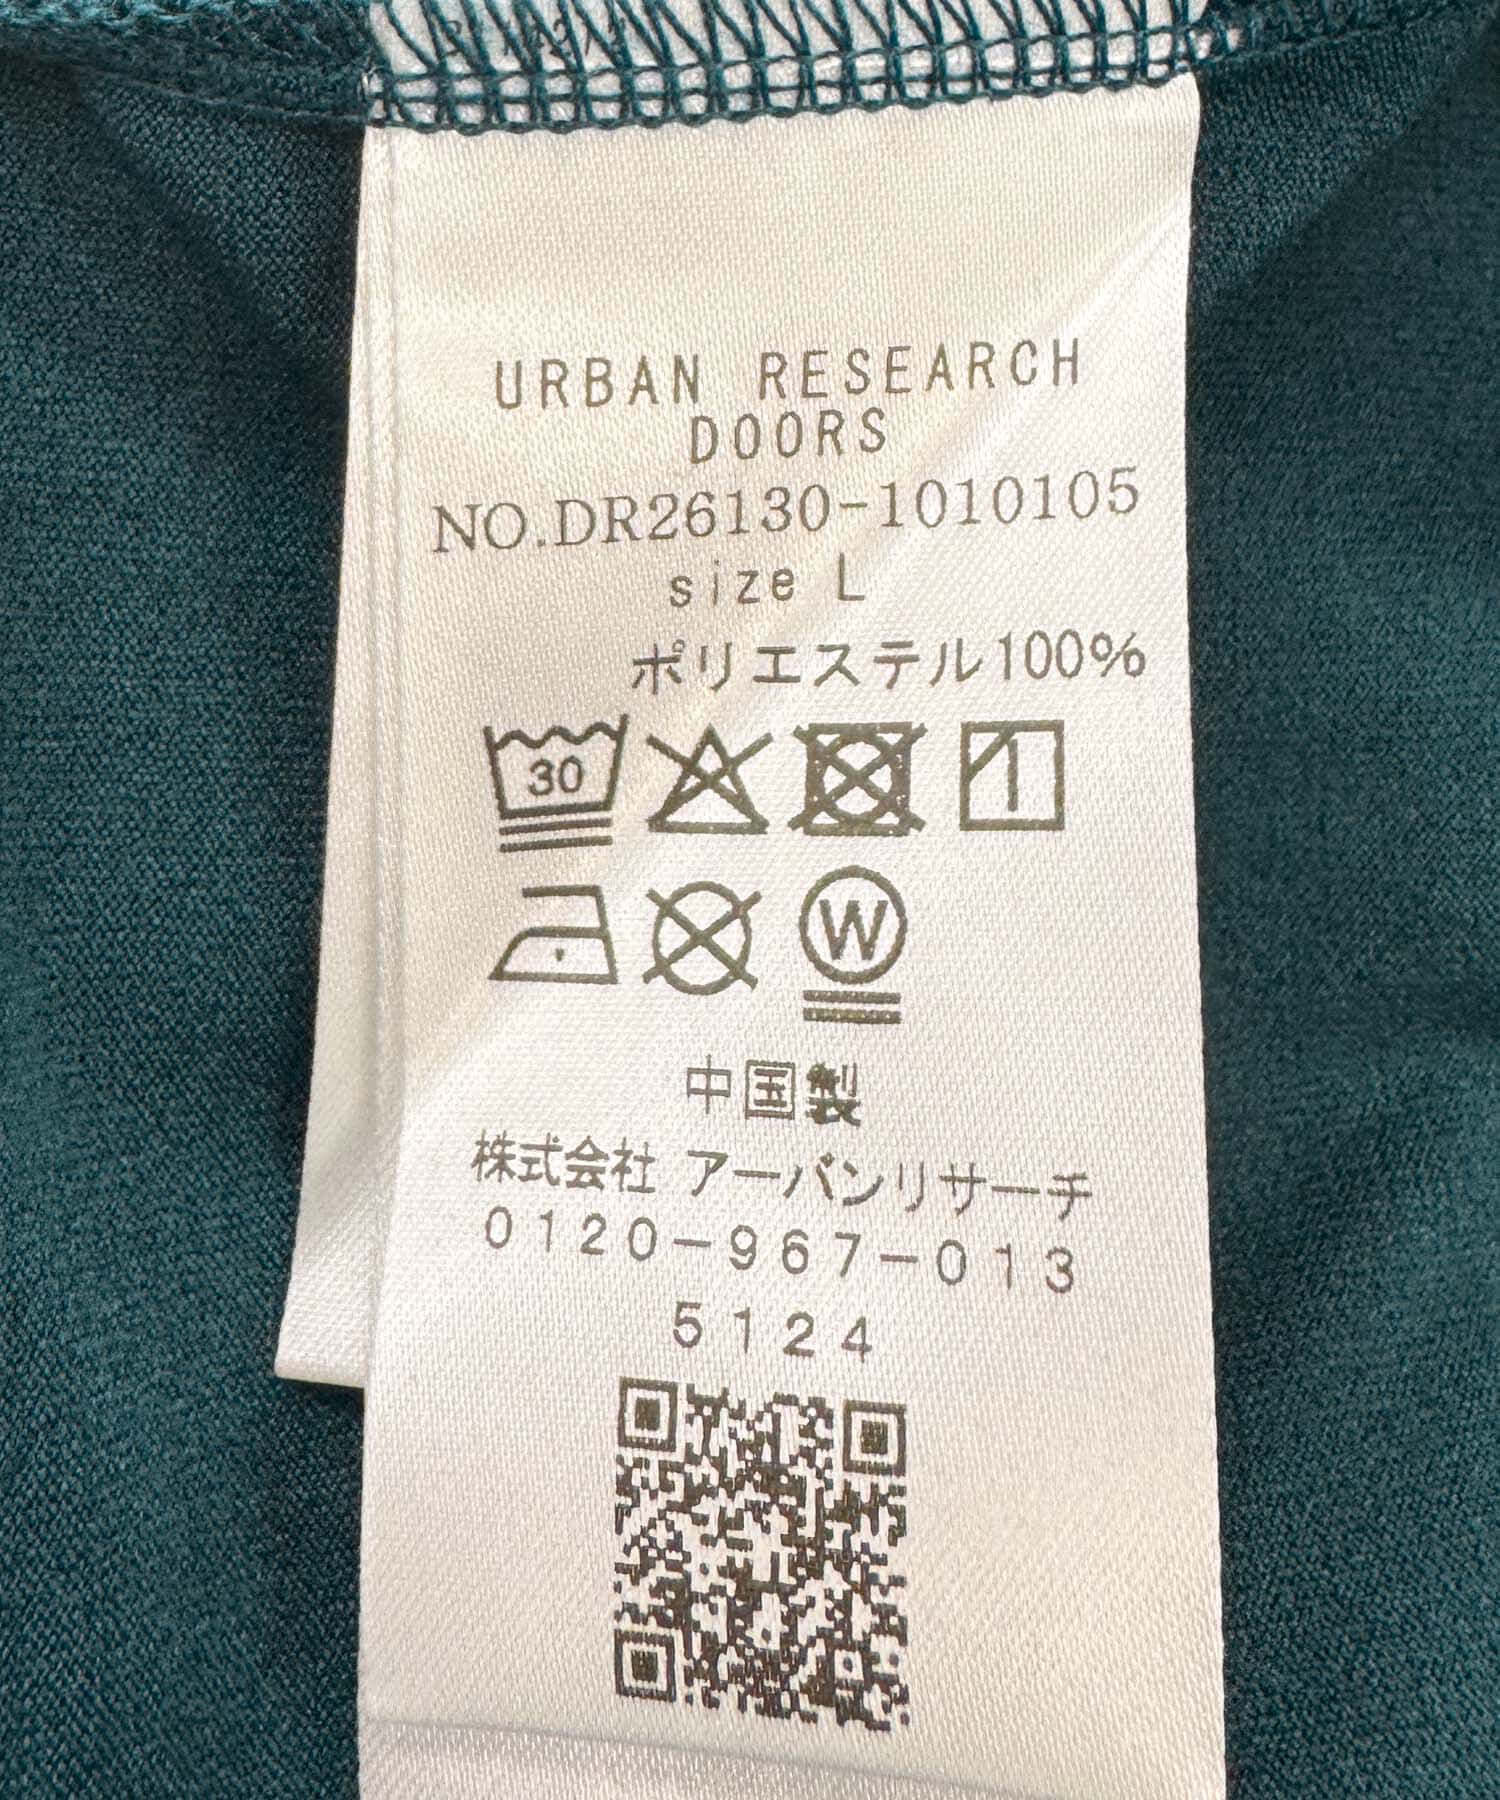 URBAN RESEARCH
DOORS
NO.DR26130-1010105
size L
ポリエステル100%
30
W
中国製
株式会社 アーバンリサーチ
0120-967-013
5124